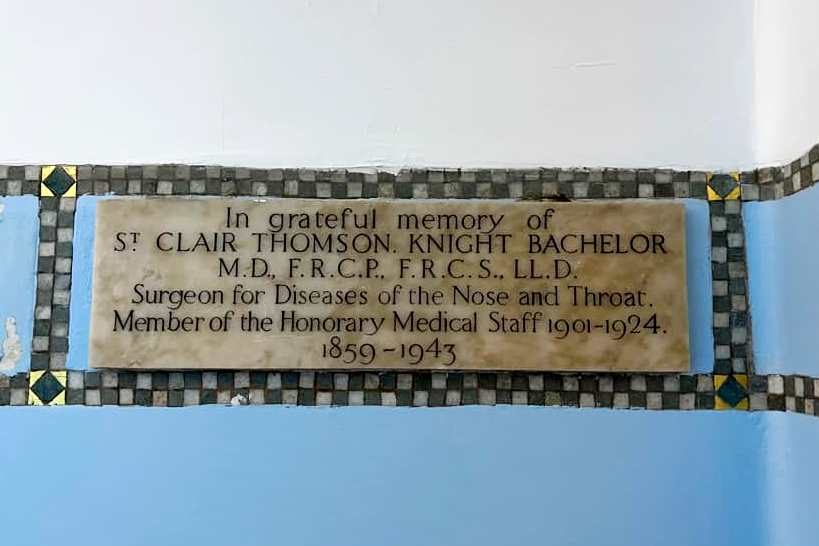 In grateful memory of
Sᵀ CLAIR THOMSON. KNIGHT BACHELOR
M.D., F.R.C.P., F.R.C.S., LL.D.
Surgeon for Diseases of the Nose and Throat.
Member of the Honorary Medical Staff 1901-1924.
1859-1943